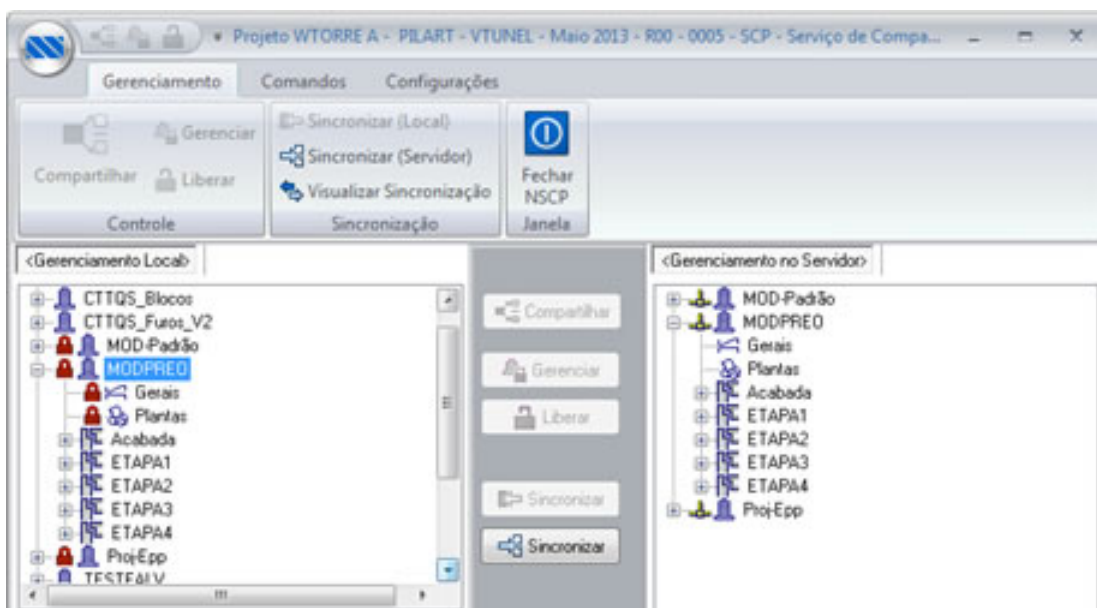 Projeto WTORRE A - PILART - VTUNEL - Maio 2013 - R00 - 0005 - SCP - Serviço de Compa...
Gerenciamento Comandos Configurações
Compartilhar
Gerenciar
Liberar
Controle
Sincronizar (Local)
Sincronizar (Servidor)
Visualizar Sincronização
Sincronização
Fechar
NSCP
Janela
<Gerenciamento Local>
CTTQS_Blocos
CTTQS_Furos_V2
MOD-Padrão
MODPREO
Gerais
Plantas
Acabada
ETAPA1
ETAPA2
ETAPA3
ETAPA4
Proj-Epp
TESTEALV
Compartilhar
Gerenciar
Liberar
Sincronizar
Sincronizar
<Gerenciamento no Servidor>
MOD-Padrão
MODPREO
Gerais
Plantas
Acabada
ETAPA1
ETAPA2
ETAPA3
ETAPA4
Proj-Epp